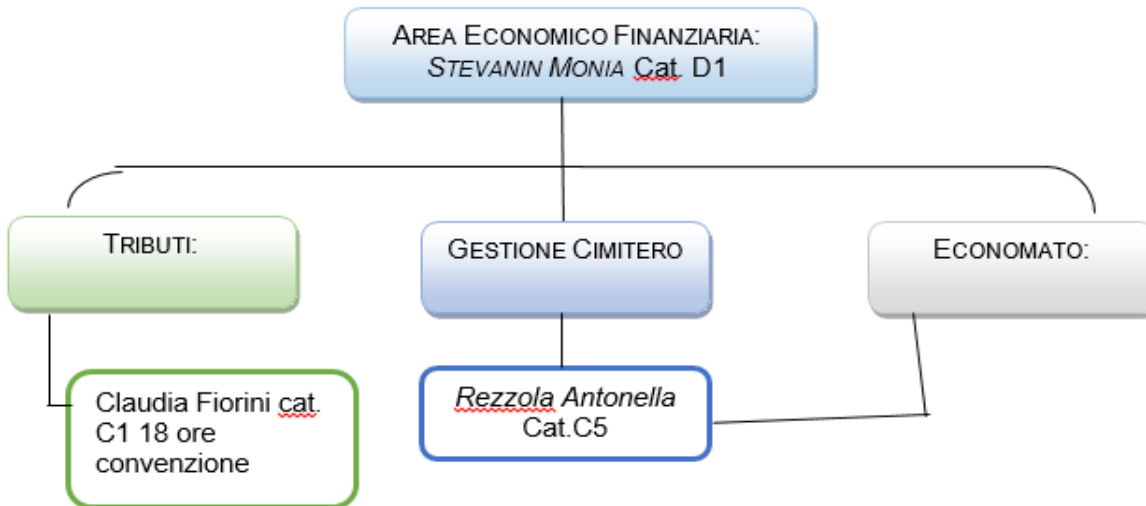 AREA ECONOMICO FINANZIARIA:
STEVANIN MONIA Cat. D1
TRIBUTI:
GESTIONE CIMITERO
ECONOMATO:
Claudia Fiorini cat.
C1 18 ore
convenzione
Rezzola Antonella
Cat.C5